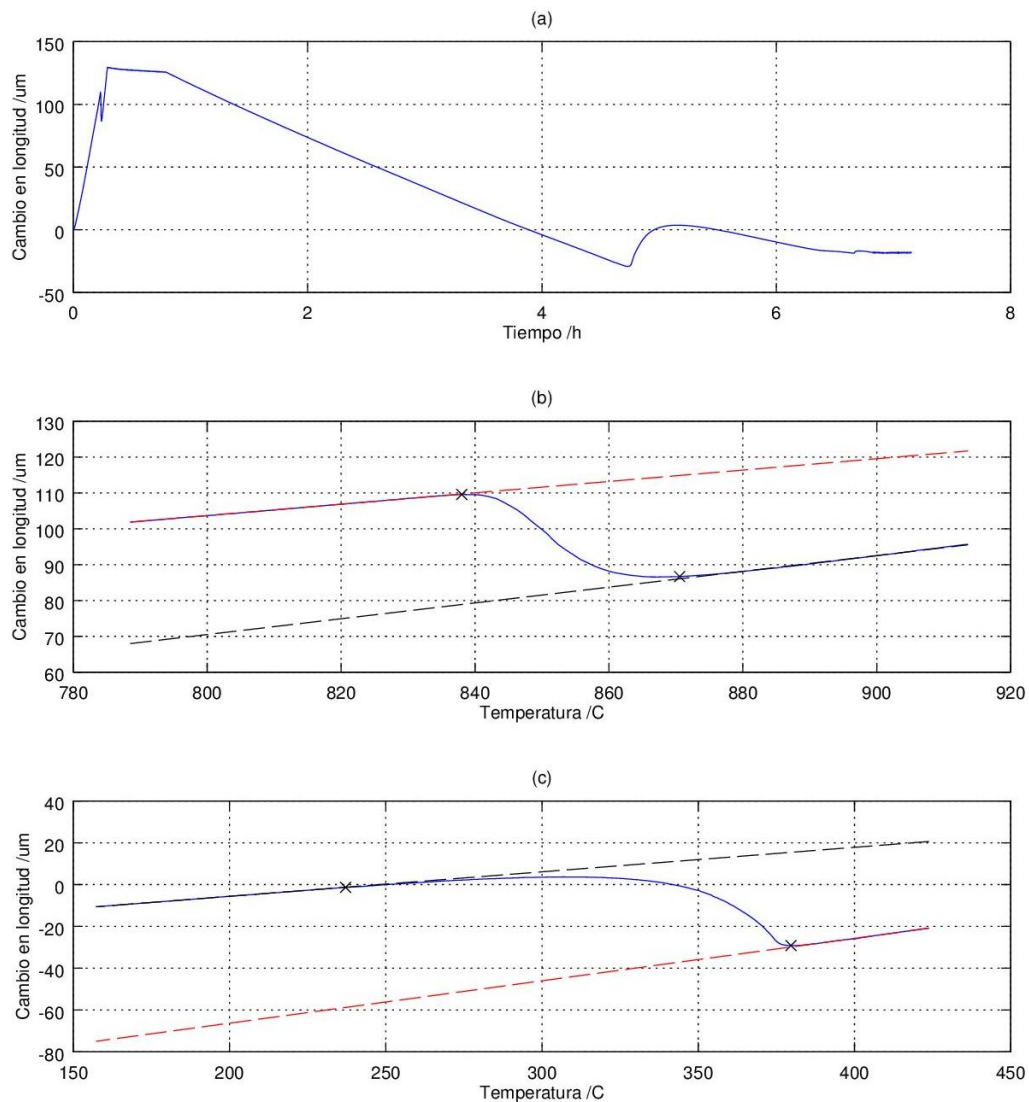 (a)
Cambio en longitud /um
150
100
50
0
-50
0 2 4 6 8
Tiempo /h
(b)
Cambio en longitud /um
130
120
110
100
90
80
70
60
780 800 820 840 860 880 900 920
Temperatura /C
(c)
Cambio en longitud /um
40
20
0
-20
-40
-60
-80
150 200 250 300 350 400 450
Temperatura /C